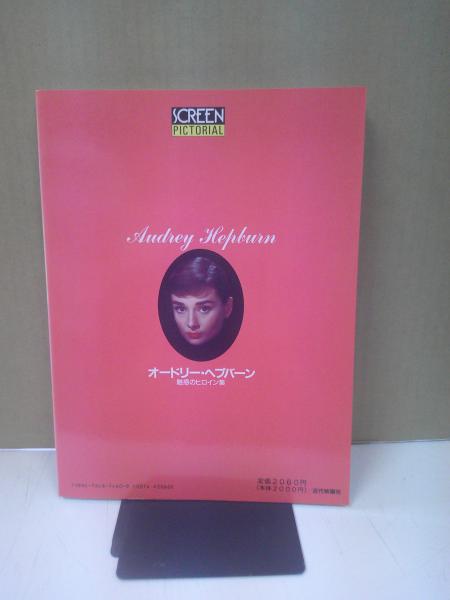 SCREEN
PICTORIAL
Audrey Hepburn
オードリー・ヘプバーン
魅惑のヒロイン集
定価2060円
(本体2000円) 近代映画社